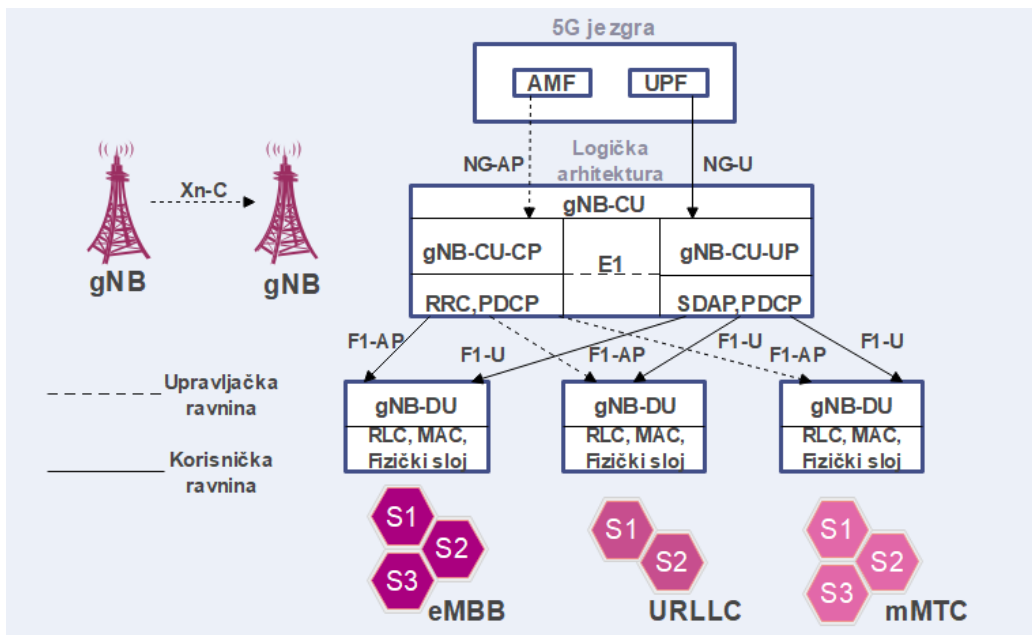 5G jezgra
AMF
UPF
NG-AP
Logička
arhitektura
NG-U
Xn-C
gNB
gNB
gNB-CU
gNB-CU-CP
E1
gNB-CU-UP
RRC, PDCP
SDAP, PDCP
F1-AP
F1-U
F1-AP
F1-AP
F1-U
Upravljačka
ravnina
Korisnička
ravnina
gNB-DU
RLC, MAC,
Fizički sloj
gNB-DU
RLC, MAC,
Fizički sloj
gNB-DU
RLC, MAC,
Fizički sloj
S1
S2
S3
eMBB
S1
S2
URLLC
S1
S2
S3
mMTC